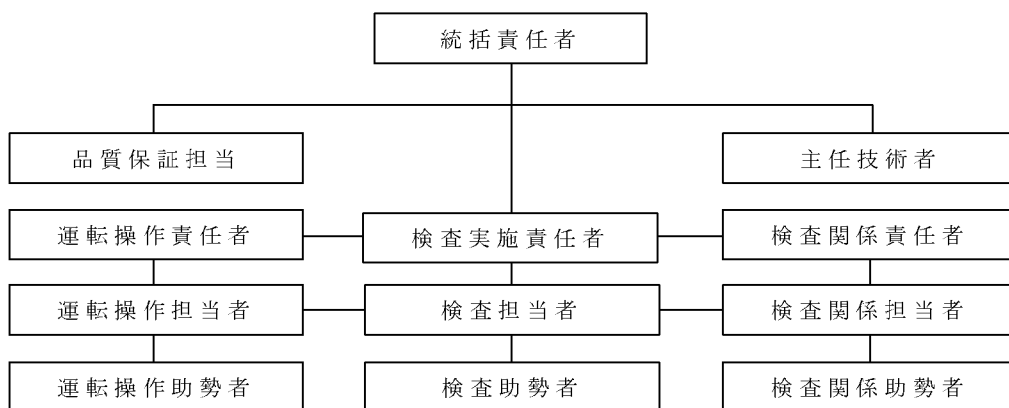 統括責任者
品質保証担当
主任技術者
運転操作責任者
検査実施責任者
検査関係責任者
運転操作担当者
検査担当者
検査関係担当者
運転操作助勢者
検査助勢者
検査関係助勢者